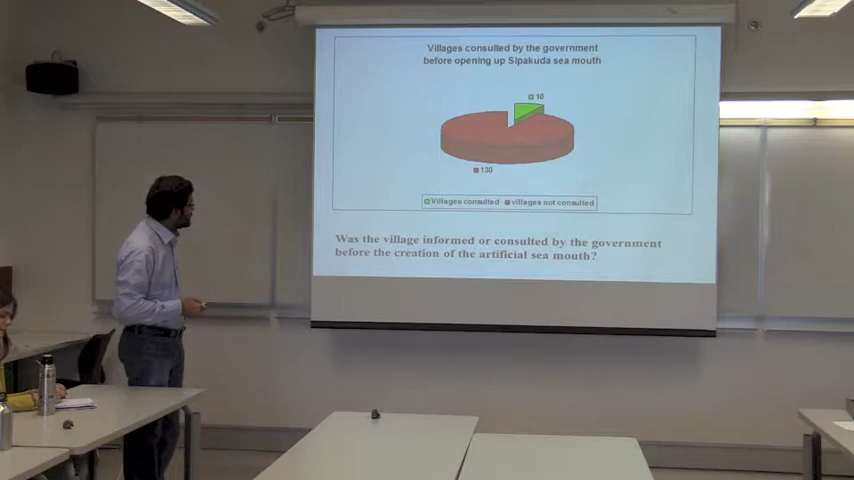 Villages consulted by the government
before opening up Sipakuda sea mouth
10
130
Villages consulted villages not consulted
Was the village informed or consulted by the government
before the creation of the artificial sea mouth?